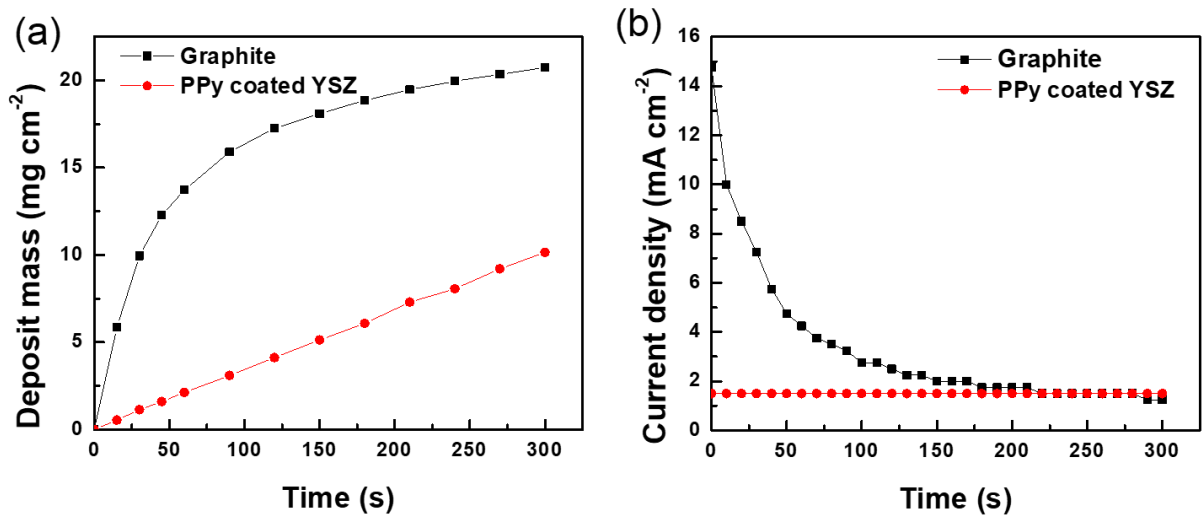 (a)
Graphite
PPy coated YSZ
Deposit mass (mg cm⁻²)
20
15
10
5
0
0 50 100 150 200 250 300
Time (s)
(b)
Graphite
PPy coated YSZ
Current density (mA cm⁻²)
16
14
12
10
8
6
4
2
0
0 50 100 150 200 250 300
Time (s)